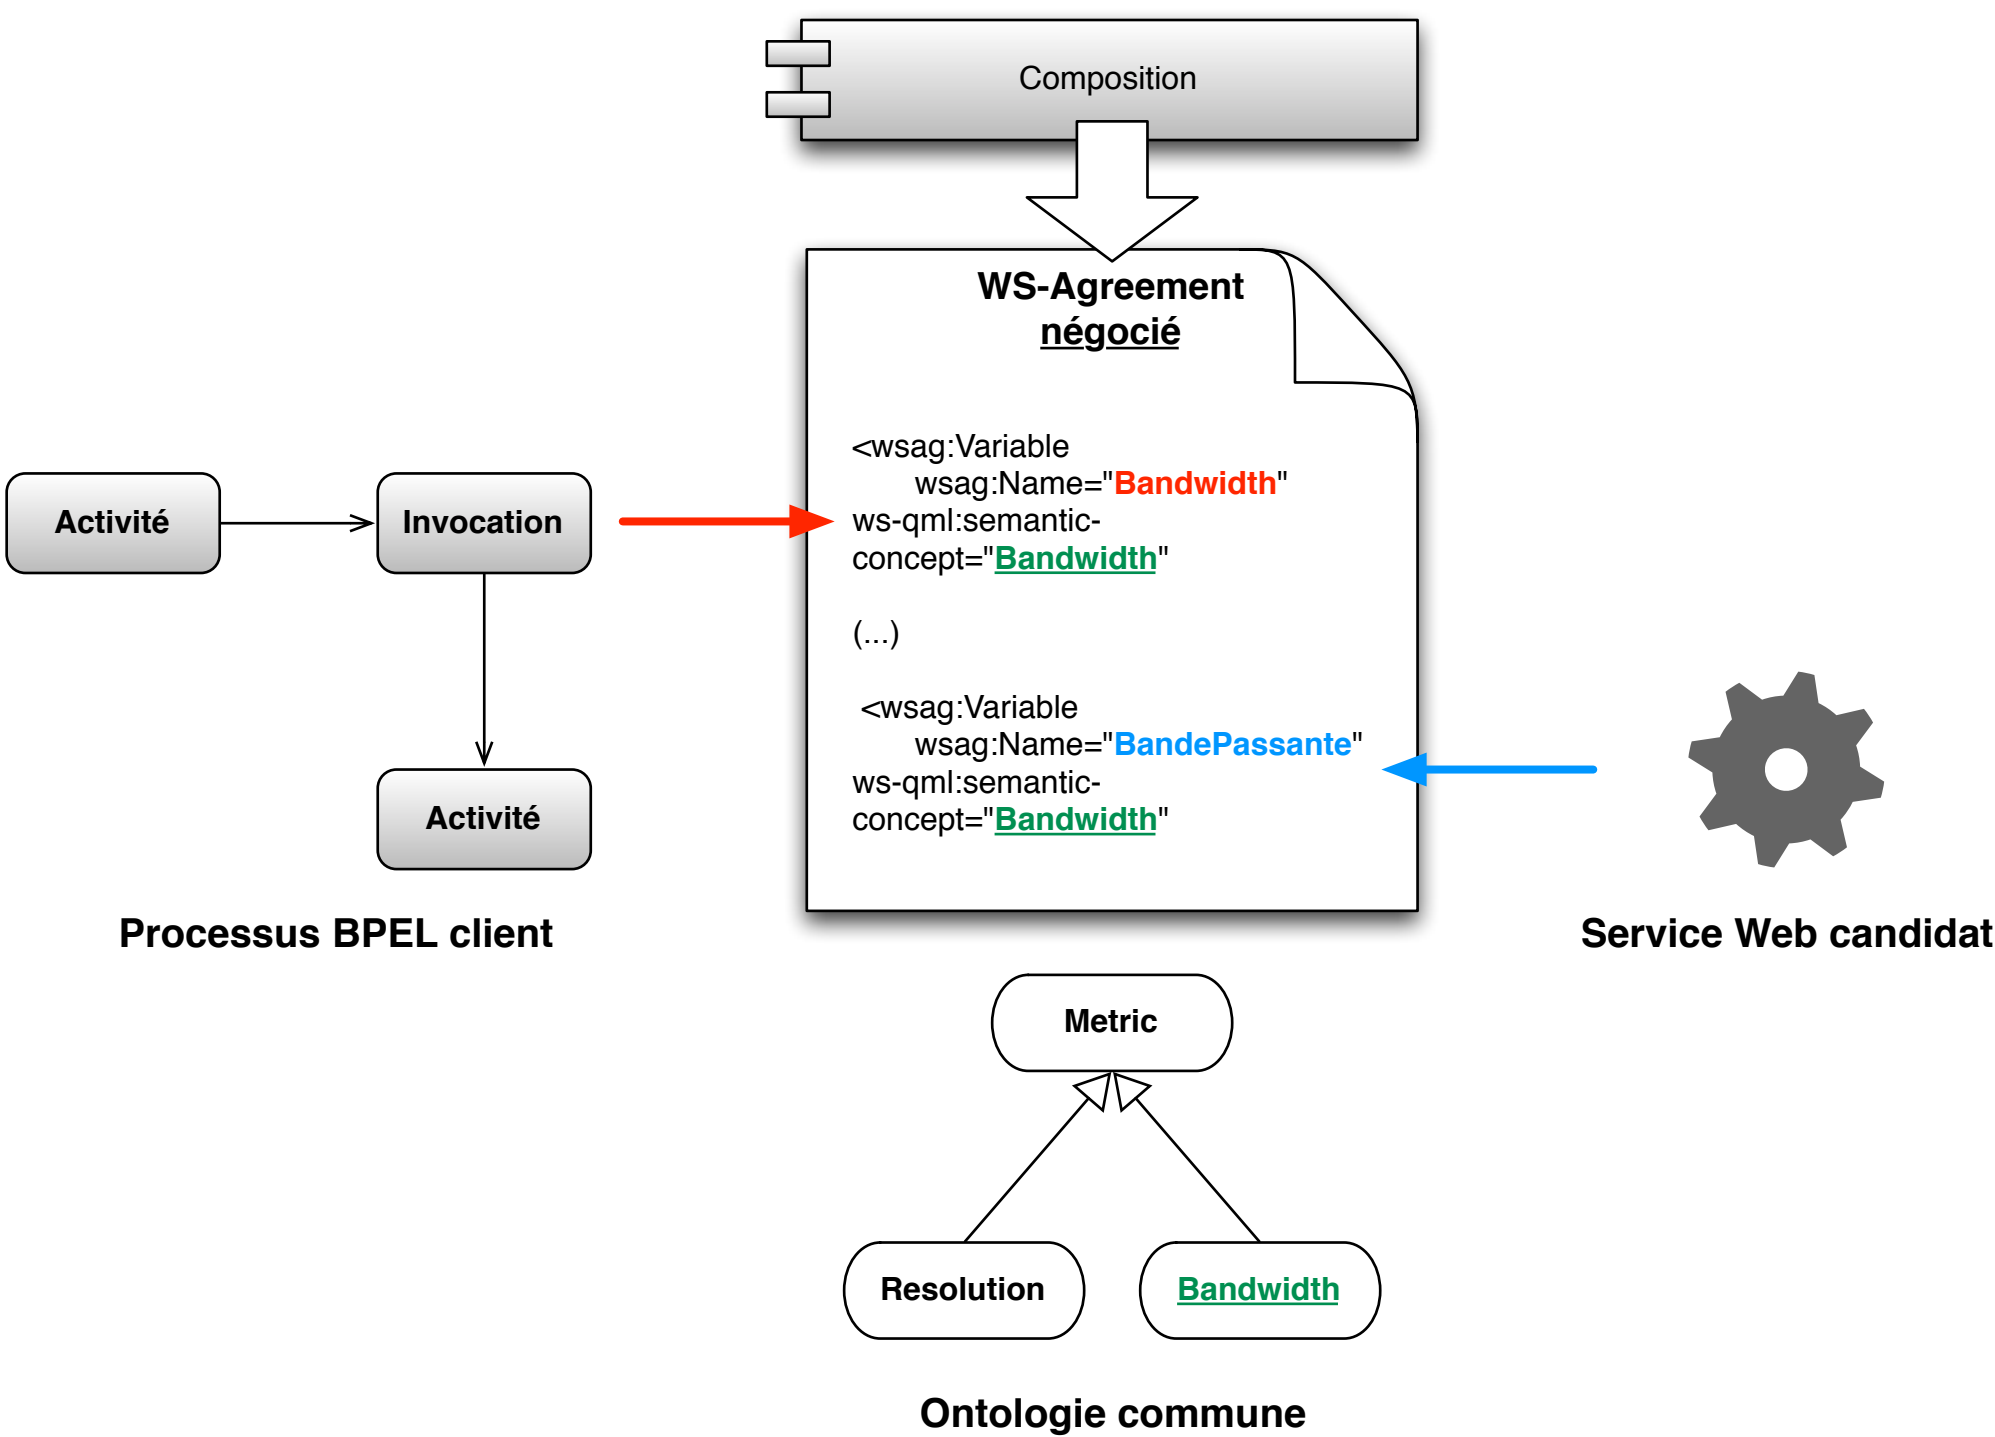 Composition
WS-Agreement
négocié
<wsag:Variable
wsag:Name="Bandwidth"
ws-qml:semantic-
concept="Bandwidth"
(...)
<wsag:Variable
wsag:Name="BandePassante"
ws-qml:semantic-
concept="Bandwidth"
Activité
Invocation
Activité
Processus BPEL client
Service Web candidat
Metric
Resolution
Bandwidth
Ontologie commune